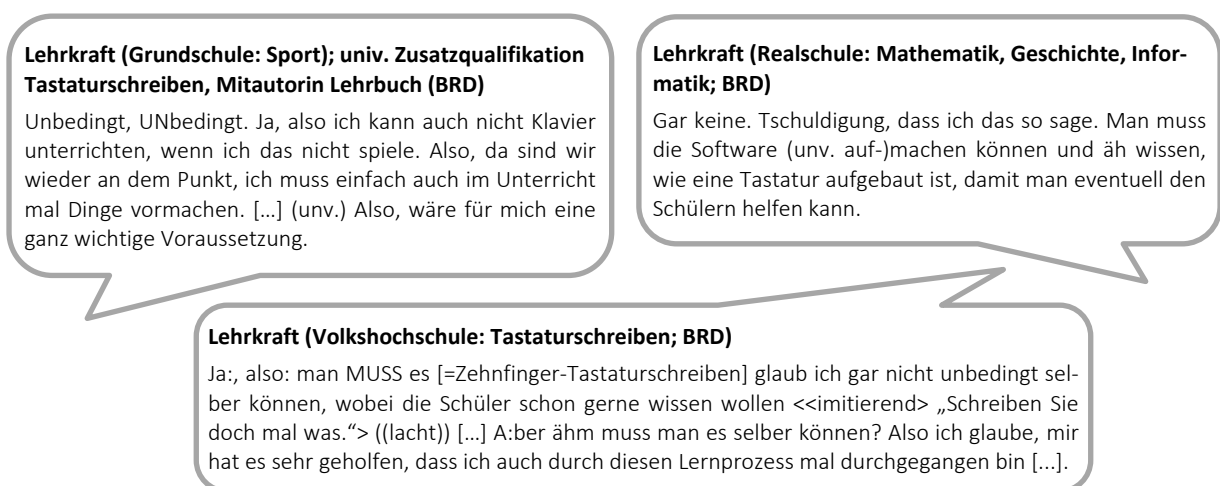 Lehrkraft (Grundschule: Sport); univ. Zusatzqualifikation
Tastaturschreiben, Mitautorin Lehrbuch (BRD)
Unbedingt, UNbedingt. Ja, also ich kann auch nicht Klavier
unterrichten, wenn ich das nicht spiele. Also, da sind wir
wieder an dem Punkt, ich muss einfach auch im Unterricht
mal Dinge vormachen. […] (unv.) Also, wäre für mich eine
ganz wichtige Voraussetzung.
Lehrkraft (Realschule: Mathematik, Geschichte, Infor-
matik; BRD)
Gar keine. Tschuldigung, dass ich das so sage. Man muss
die Software (unv. auf-)machen können und äh wissen,
wie eine Tastatur aufgebaut ist, damit man eventuell den
Schülern helfen kann.
Lehrkraft (Volkshochschule: Tastaturschreiben; BRD)
Ja:, also: man MUSS es [=Zehnfinger-Tastaturschreiben] glaub ich gar nicht unbedingt sel-
ber können, wobei die Schüler schon gerne wissen wollen <<imitierend> „Schreiben Sie
doch mal was.“> ((lacht)) […] A:ber ähm muss man es selber können? Also ich glaube, mir
hat es sehr geholfen, dass ich auch durch diesen Lernprozess mal durchgegangen bin [...].